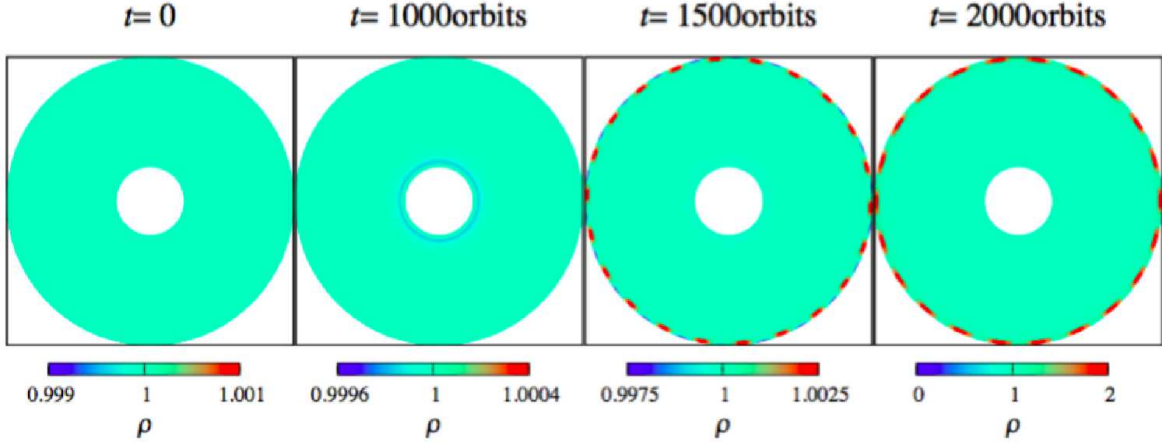 t= 0 t= 1000orbits t= 1500orbits t= 2000orbits
0.999 1 1.001 0.9996 1 1.0004 0.9975 1 1.0025 0 1 2
ρ ρ ρ ρ